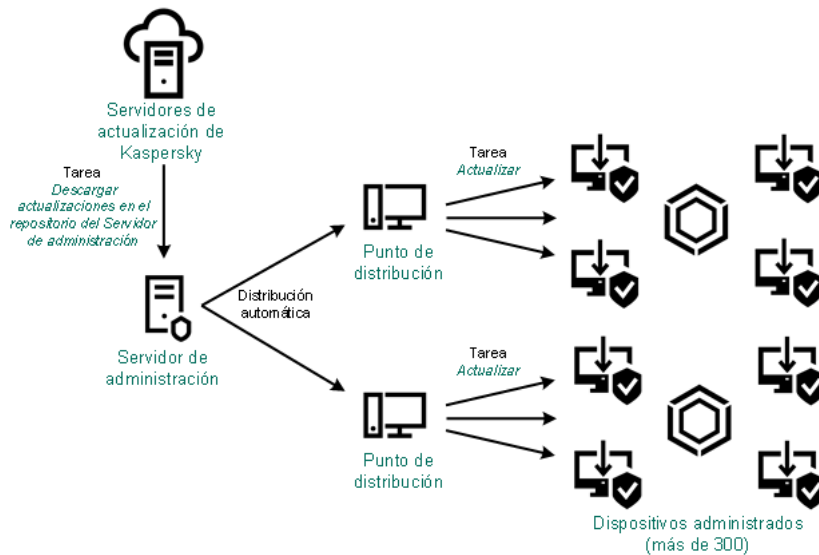 Servidores de
actualización de
Kaspersky
Tarea
Descargar
actualizaciones en el
repositorio del Servidor
de administración
Servidor de
administración
Distribución
automática
Punto de
distribución
Tarea
Actualizar
Punto de
distribución
Tarea
Actualizar
Dispositivos administrados
(más de 300)